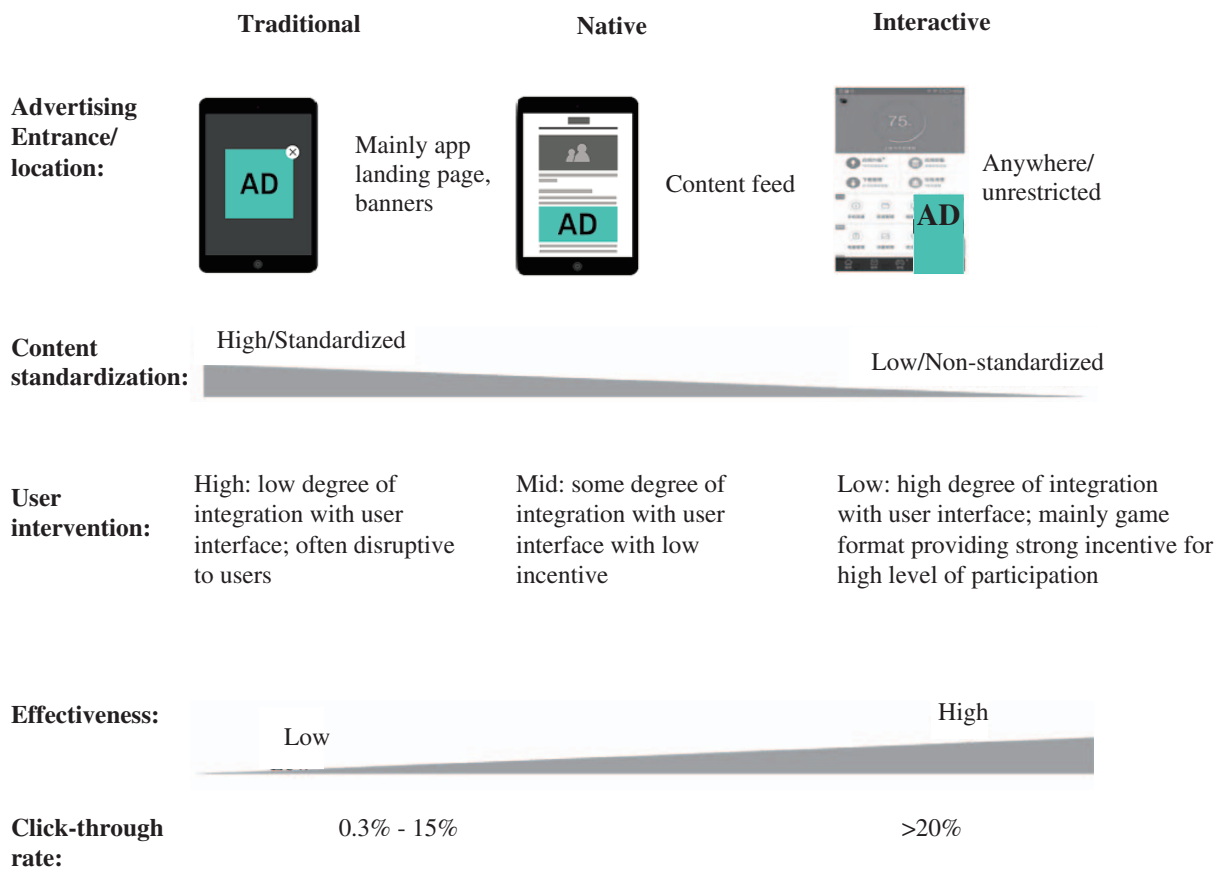 Traditional
Native
Interactive
Advertising
Entrance/
location:
AD
Mainly app
landing page,
banners
AD
Content feed
75
AD
Anywhere/
unrestricted
Content
standardization:
High/Standardized
Low/Non-standardized
User
intervention:
High: low degree of
integration with user
interface; often disruptive
to users
Mid: some degree of
integration with user
interface with low
incentive
Low: high degree of integration
with user interface; mainly game
format providing strong incentive for
high level of participation
Effectiveness:
Low
High
Click-through
rate:
0.3% - 15%
>20%